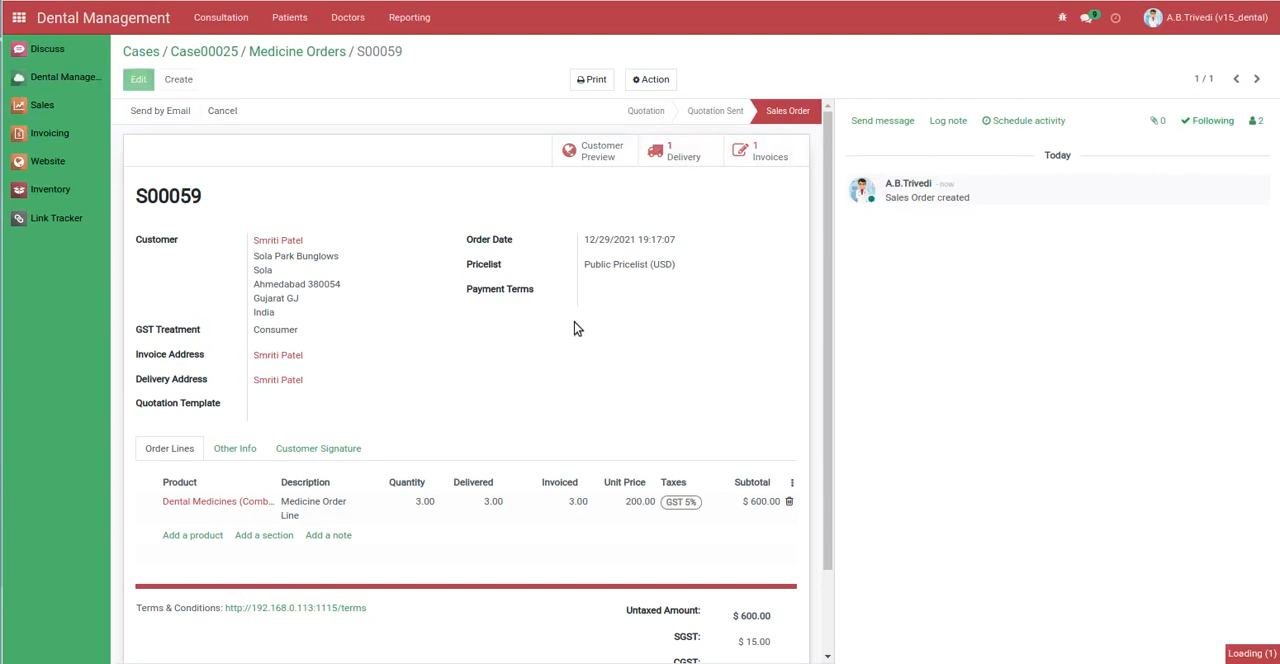 Dental Management Consultation Patients Doctors Reporting 9 A.B.Trivedi (v15_dental)
Discuss
Dental Manage...
Sales
Invoicing
Website
Inventory
Link Tracker
Cases / Case00025 / Medicine Orders / S00059
Edit Create Print Action 1 / 1
Send by Email Cancel Quotation Quotation Sent Sales Order
Customer Preview
1 Delivery
1 Invoices
S00059
Customer Smriti Patel
Sola Park Bunglows
Sola
Ahmedabad 380054
Gujarat GJ
India
GST Treatment Consumer
Invoice Address Smriti Patel
Delivery Address Smriti Patel
Quotation Template
Order Date 12/29/2021 19:17:07
Pricelist Public Pricelist (USD)
Payment Terms
Order Lines Other Info Customer Signature
Product Description Quantity Delivered Invoiced Unit Price Taxes Subtotal
Dental Medicines (Comb... Medicine Order 3.00 3.00 3.00 200.00 GST 5% $ 600.00
Line
Add a product Add a section Add a note
Terms & Conditions: http://192.168.0.113:1115/terms
Untaxed Amount: $ 600.00
SGST: $ 15.00
CGST:
Send message Log note Schedule activity 0 Following 2
Today
A.B.Trivedi - now
Sales Order created
Loading (1)